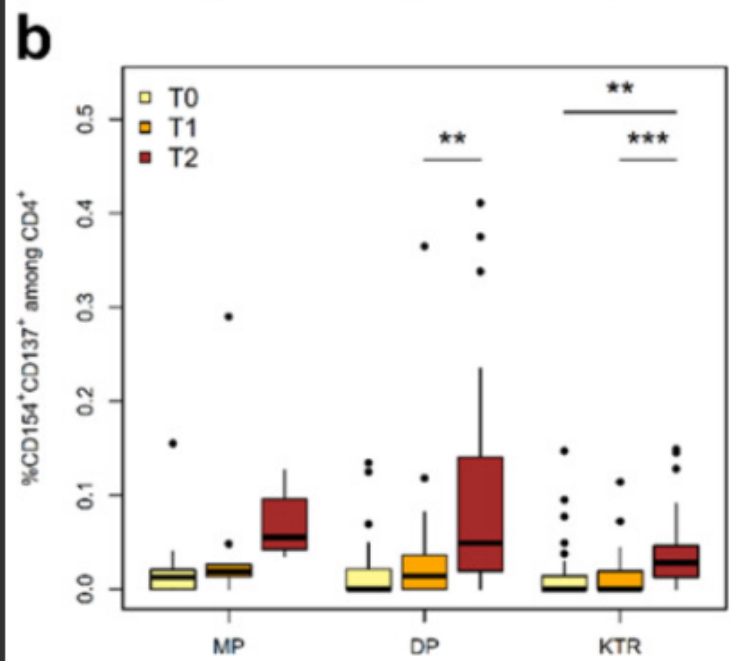 b
T0
T1
T2
**
**
***
0.5
0.4
0.3
0.2
0.1
0.0
%CD154⁺CD137⁺ among CD4⁺
MP
DP
KTR